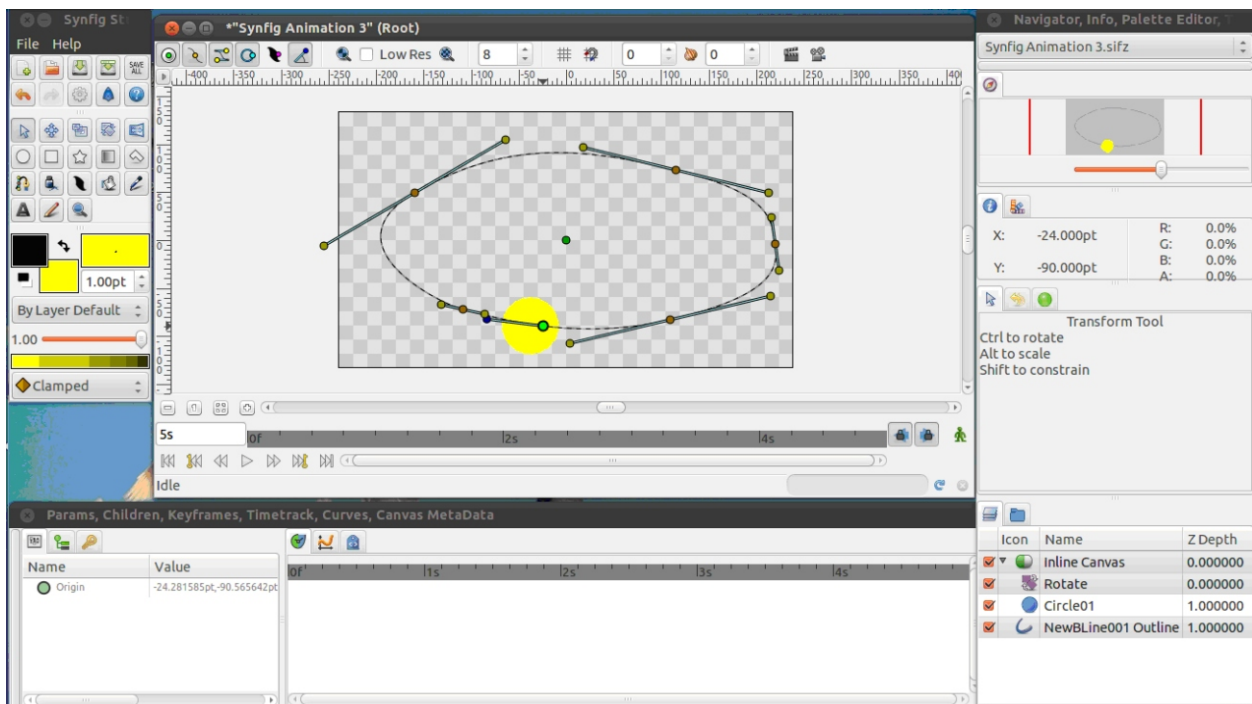 Synfig St
File Help
SAVE ALL
1.00pt
By Layer Default
1.00
Clamped
*"Synfig Animation 3" (Root)
Low Res 8 0 0
-400 -350 -300 -250 -200 -150 -100 -50 0 50 100 150 200 250 300 350 400
5s
0f 2s 4s
Idle
Navigator, Info, Palette Editor, T
Synfig Animation 3.sifz
X: -24.000pt
Y: -90.000pt
R: 0.0%
G: 0.0%
B: 0.0%
A: 0.0%
Transform Tool
Ctrl to rotate
Alt to scale
Shift to constrain
Params, Children, Keyframes, Timetrack, Curves, Canvas MetaData
Name Value
Origin -24.281585pt,-90.565642pt
0f 1s 2s 3s 4s
Icon Name Z Depth
Inline Canvas 0.000000
Rotate 0.000000
Circle01 1.000000
NewBLine001 Outline 1.000000